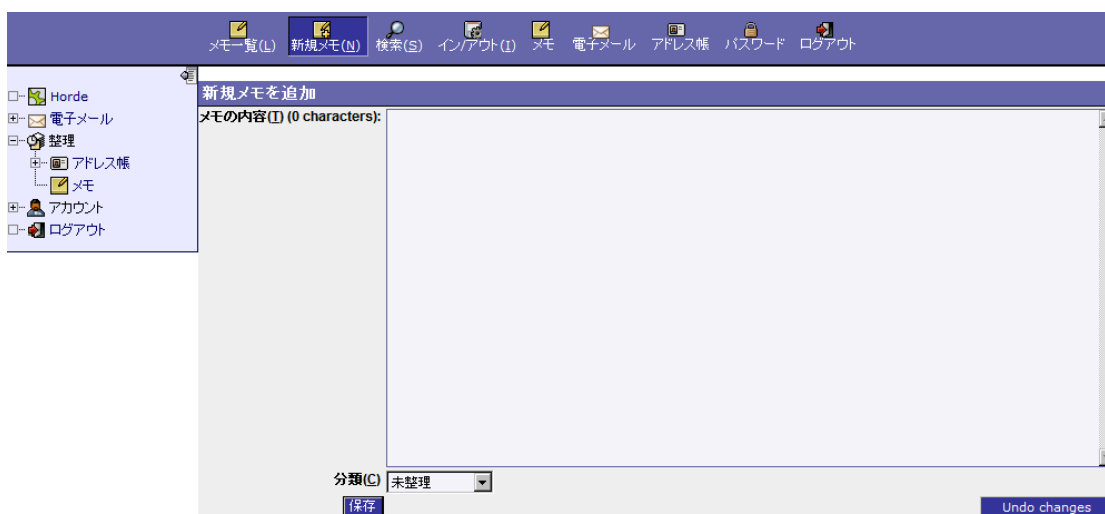 メモ一覧(L) 新規メモ(N) 検索(S) イン/アウト(I) メモ 電子メール アドレス帳 パスワード ログアウト
Horde
電子メール
整理
アドレス帳
メモ
アカウント
ログアウト
新規メモを追加
メモの内容(T) (0 characters):
分類(C) 未整理
保存 Undo changes